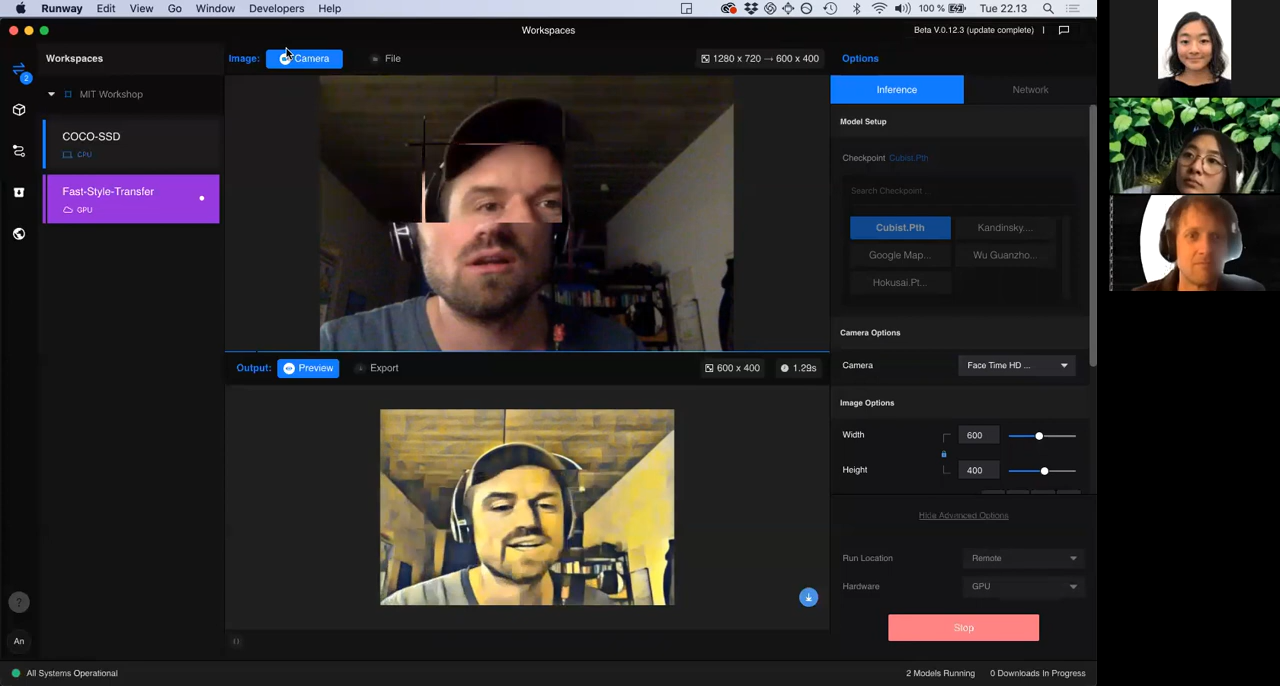 Runway File Edit View Go Window Developers Help 100 % Tue 22.13
Workspaces
Beta V.0.12.3 (update complete) |
Workspaces
2
MIT Workshop
COCO-SSD
CPU
Fast-Style-Transfer
GPU
?
An
Image: Camera File 1280 x 720 → 600 x 400
Output: Preview Export 600 x 400 1.29s
Options
Inference Network
Model Setup
Checkpoint Cubist.Pth
Search Checkpoint ...
Cubist.Pth Kandinsky....
Google Map... Wu Guanzho...
Hokusai.Pt...
Camera Options
Camera Face Time HD ...
Image Options
Width 600
Height 400
Hide Advanced Options
Run Location Remote
Hardware GPU
Stop
All Systems Operational 2 Models Running 0 Downloads In Progress